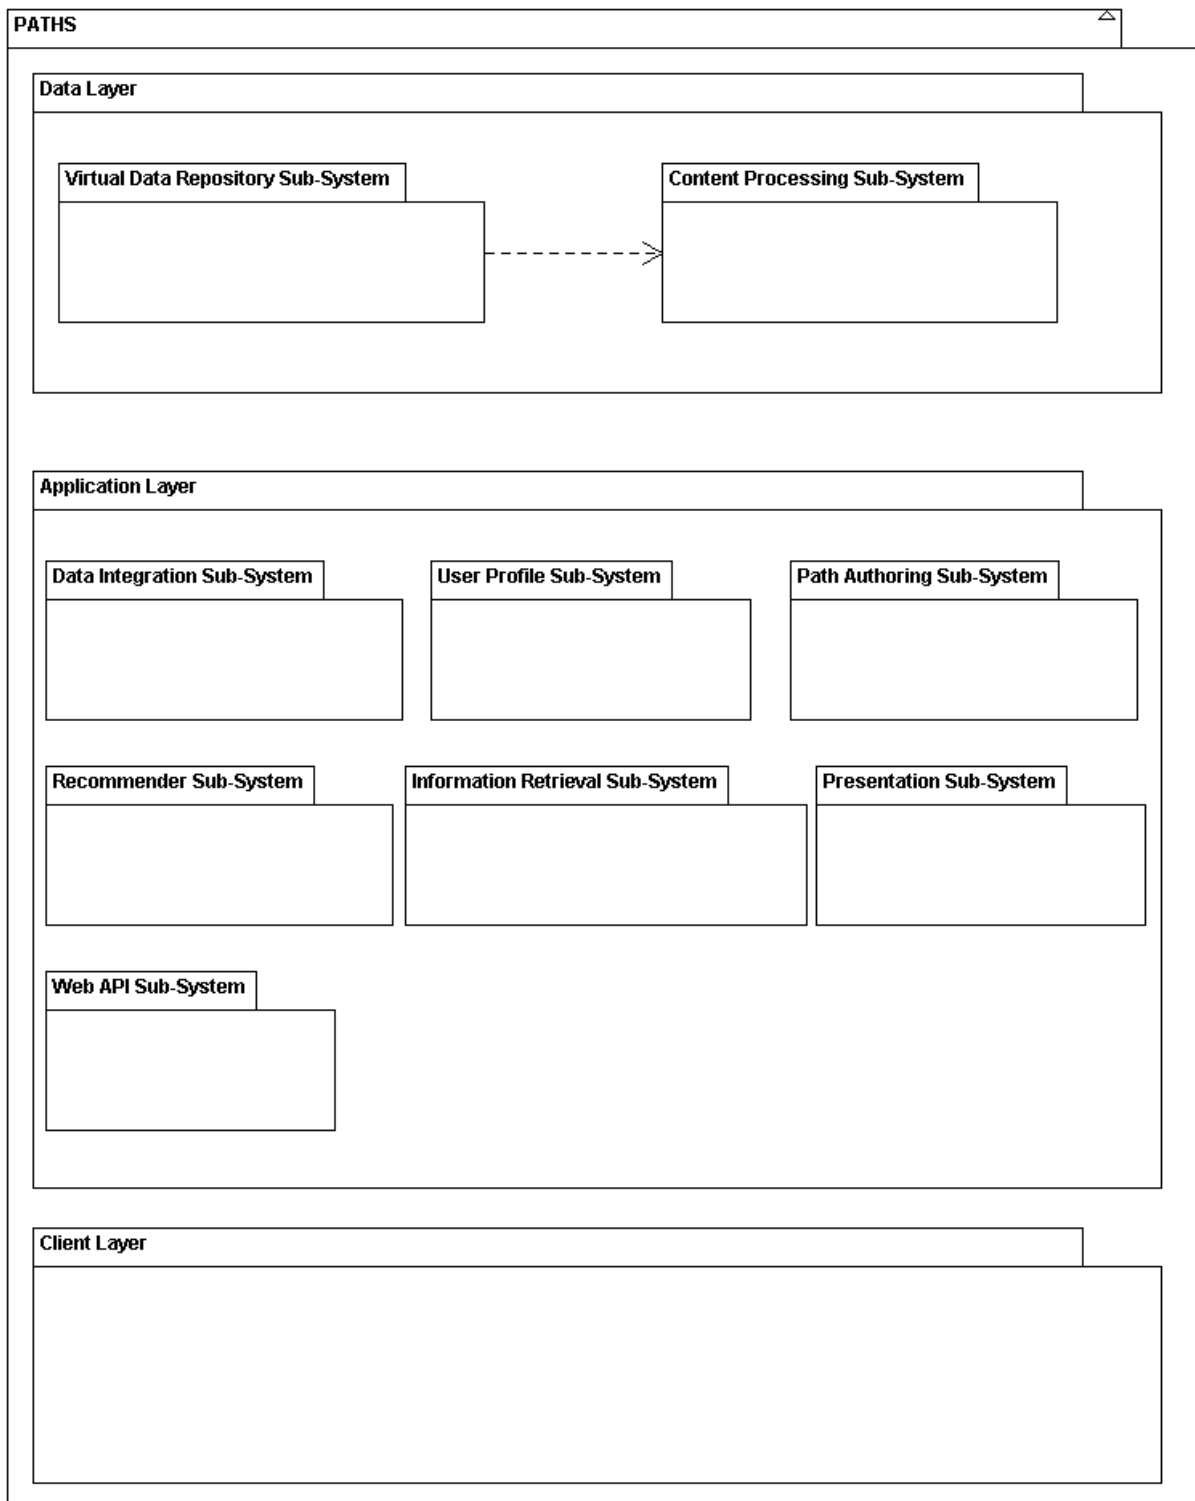 PATHS
Data Layer
Virtual Data Repository Sub-System
Content Processing Sub-System
Application Layer
Data Integration Sub-System
User Profile Sub-System
Path Authoring Sub-System
Recommender Sub-System
Information Retrieval Sub-System
Presentation Sub-System
Web API Sub-System
Client Layer